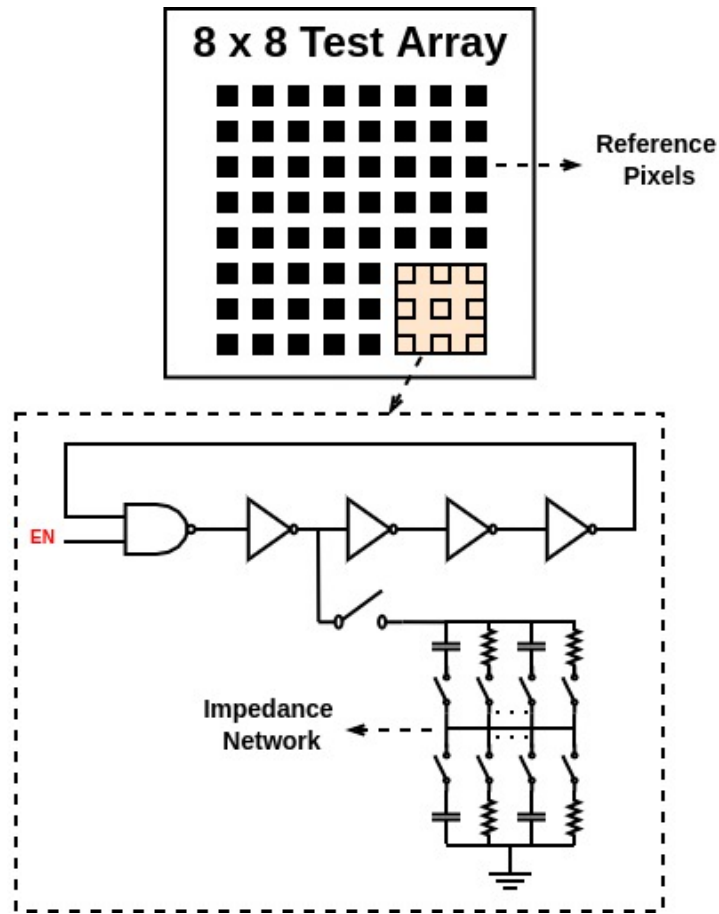 8 x 8 Test Array
Reference
Pixels
EN
Impedance
Network